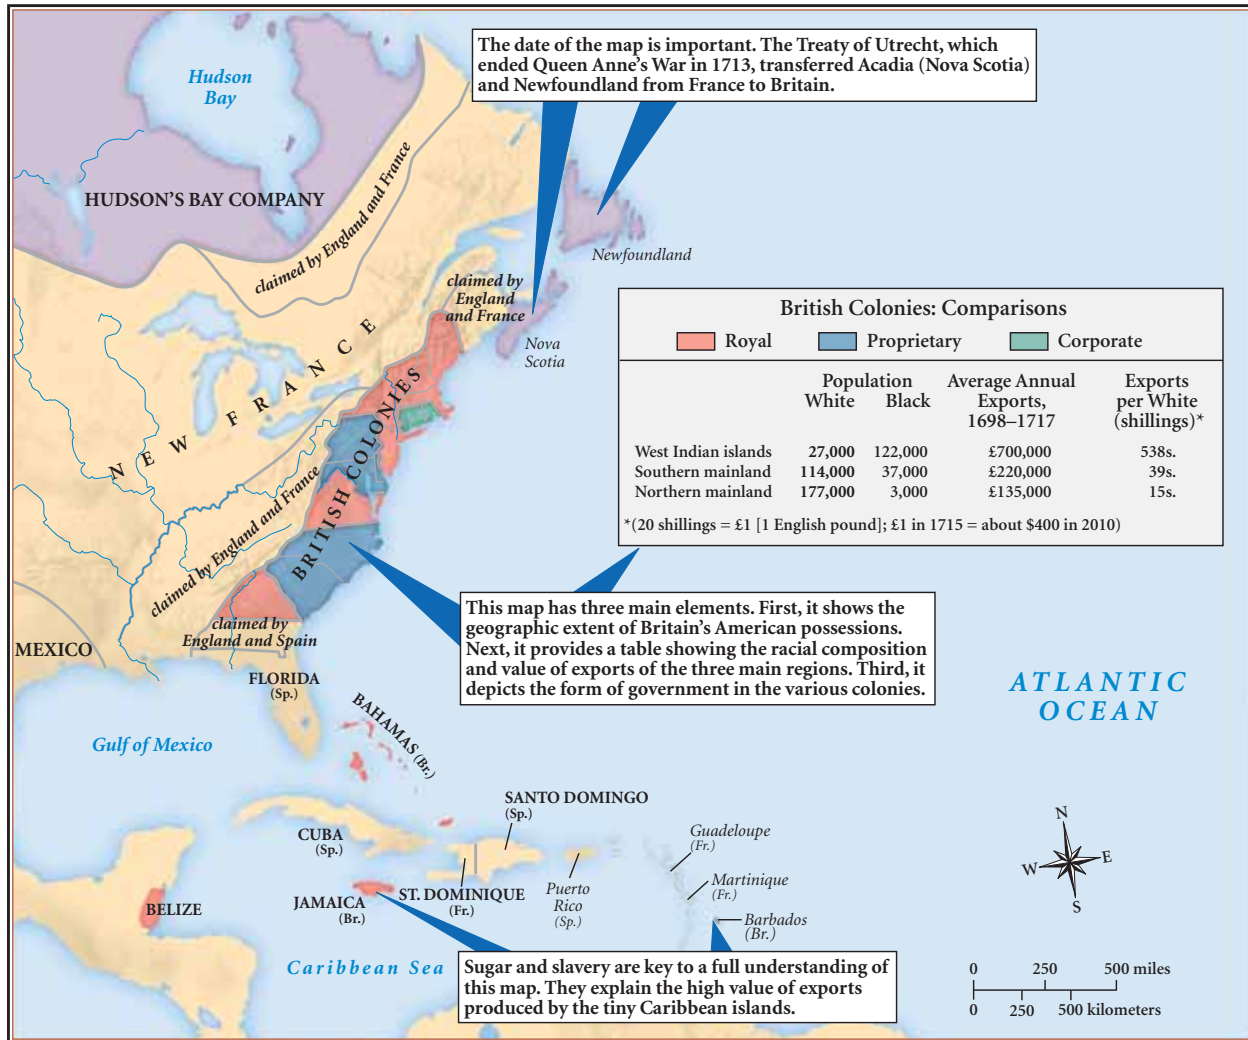 The date of the map is important. The Treaty of Utrecht, which
ended Queen Anne's War in 1713, transferred Acadia (Nova Scotia)
and Newfoundland from France to Britain.
Hudson
Bay
HUDSON'S BAY COMPANY
claimed by England and France
Newfoundland
claimed by
England
and France
Nova
Scotia
NEW FRANCE
BRITISH COLONIES
claimed by England and France
British Colonies: Comparisons
Royal Proprietary Corporate
Population Average Annual Exports
White Black Exports, per White
1698–1717 (shillings)*
West Indian islands 27,000 122,000 £700,000 538s.
Southern mainland 114,000 37,000 £220,000 39s.
Northern mainland 177,000 3,000 £135,000 15s.
*(20 shillings = £1 [1 English pound]; £1 in 1715 = about $400 in 2010)
This map has three main elements. First, it shows the
geographic extent of Britain's American possessions.
Next, it provides a table showing the racial composition
and value of exports of the three main regions. Third, it
depicts the form of government in the various colonies.
claimed by
England and Spain
MEXICO
FLORIDA
(Sp.)
ATLANTIC
OCEAN
Gulf of Mexico
BAHAMAS (Br.)
CUBA
(Sp.)
SANTO DOMINGO
(Sp.)
Guadeloupe
(Fr.)
Martinique
(Fr.)
Barbados
(Br.)
Puerto
Rico
(Sp.)
ST. DOMINIQUE
(Fr.)
JAMAICA
(Br.)
BELIZE
Caribbean Sea
Sugar and slavery are key to a full understanding of
this map. They explain the high value of exports
produced by the tiny Caribbean islands.
N
W E
S
0 250 500 miles
0 250 500 kilometers